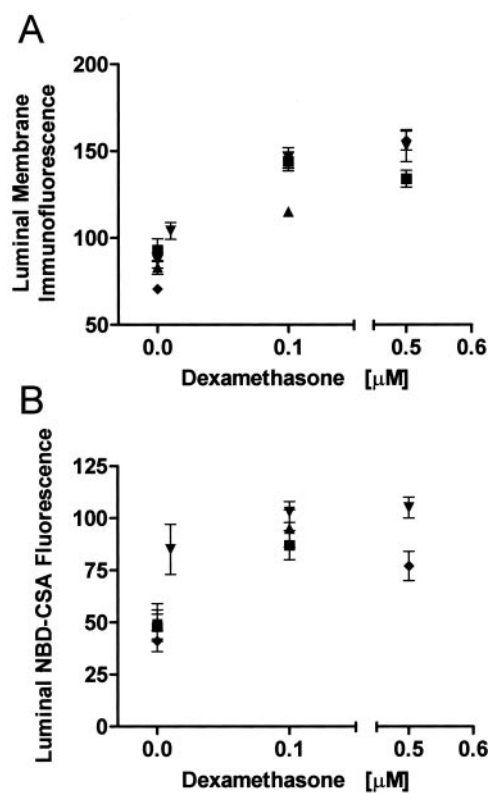 A
Luminal Membrane
Immunofluorescence
200
150
100
50
0.0
0.1
0.5
0.6
Dexamethasone [µM]
B
Luminal NBD-CSA Fluorescence
125
100
75
50
25
0
0.0
0.1
0.5
0.6
Dexamethasone [µM]